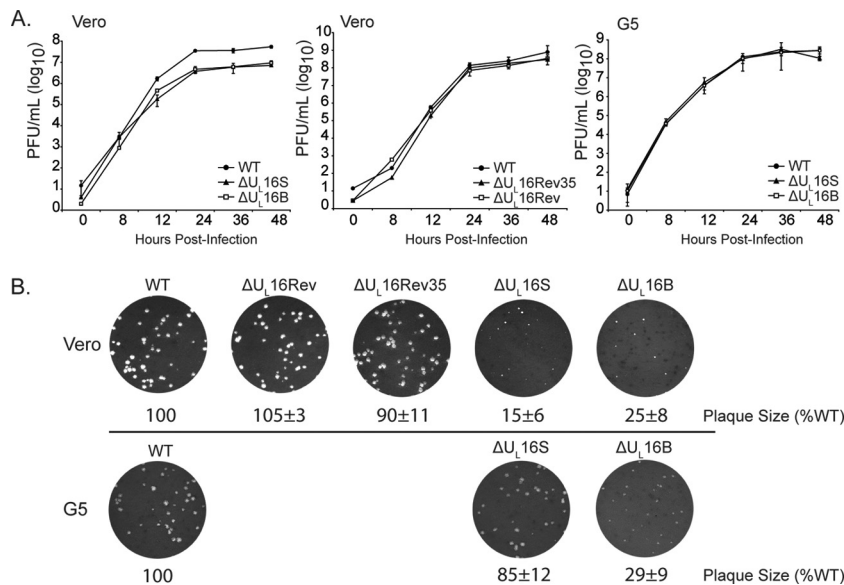 A.
Vero
PFU/mL (log10)
8
7
6
5
4
3
2
1
0
0 6 12 24 36 48
Hours Post-Infection
WT
ΔUL16S
ΔUL16B
Vero
PFU/mL (log10)
10
9
8
7
6
5
4
3
2
1
0
0 8 12 24 36 48
Hours Post-Infection
WT
ΔUL16Rev35
ΔUL16Rev
G5
PFU/mL (log10)
9
8
7
6
5
4
3
2
1
0
0 8 12 24 36 48
Hours Post-Infection
WT
ΔUL16S
ΔUL16B
B.
WT ΔUL16Rev ΔUL16Rev35 ΔUL16S ΔUL16B
Vero
100 105±3 90±11 15±6 25±8 Plaque Size (%WT)
WT ΔUL16S ΔUL16B
G5
100 85±12 29±9 Plaque Size (%WT)